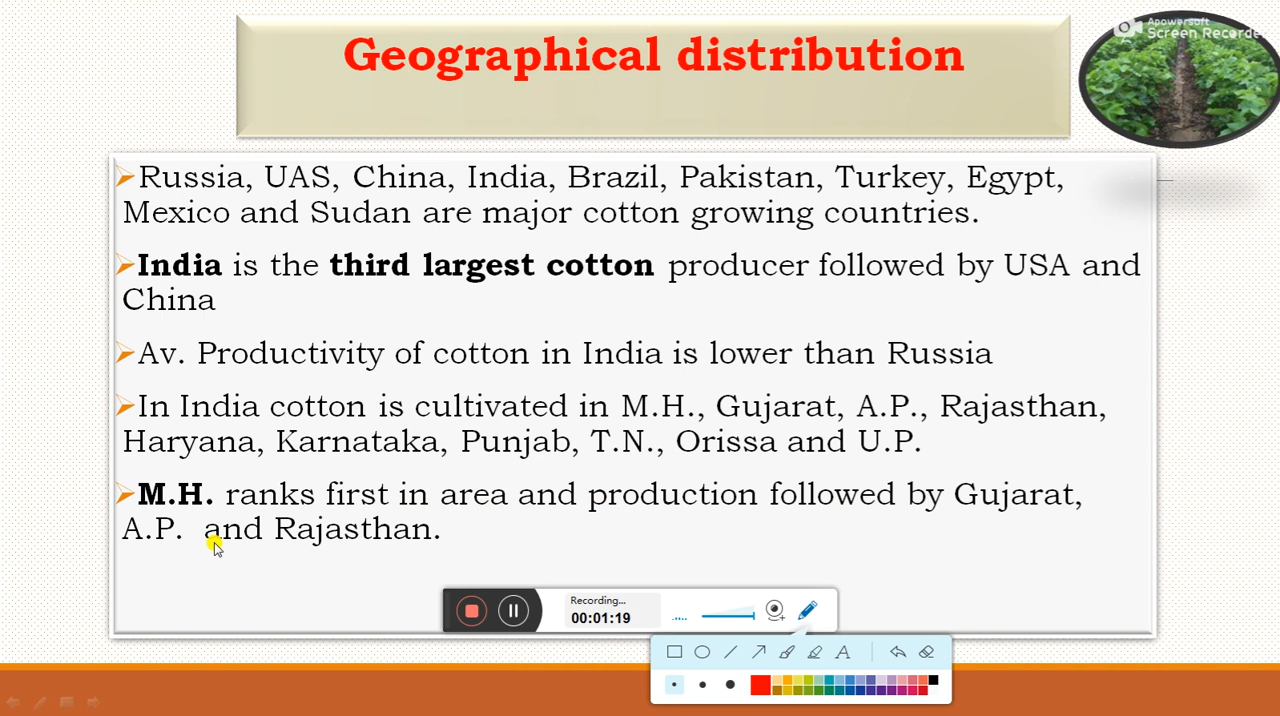 Apowersoft
Screen Recorder
Geographical distribution
➢Russia, UAS, China, India, Brazil, Pakistan, Turkey, Egypt,
Mexico and Sudan are major cotton growing countries.
➢India is the third largest cotton producer followed by USA and
China
➢Av. Productivity of cotton in India is lower than Russia
➢In India cotton is cultivated in M.H., Gujarat, A.P., Rajasthan,
Haryana, Karnataka, Punjab, T.N., Orissa and U.P.
➢M.H. ranks first in area and production followed by Gujarat,
A.P. and Rajasthan.
Recording...
00:01:19
A